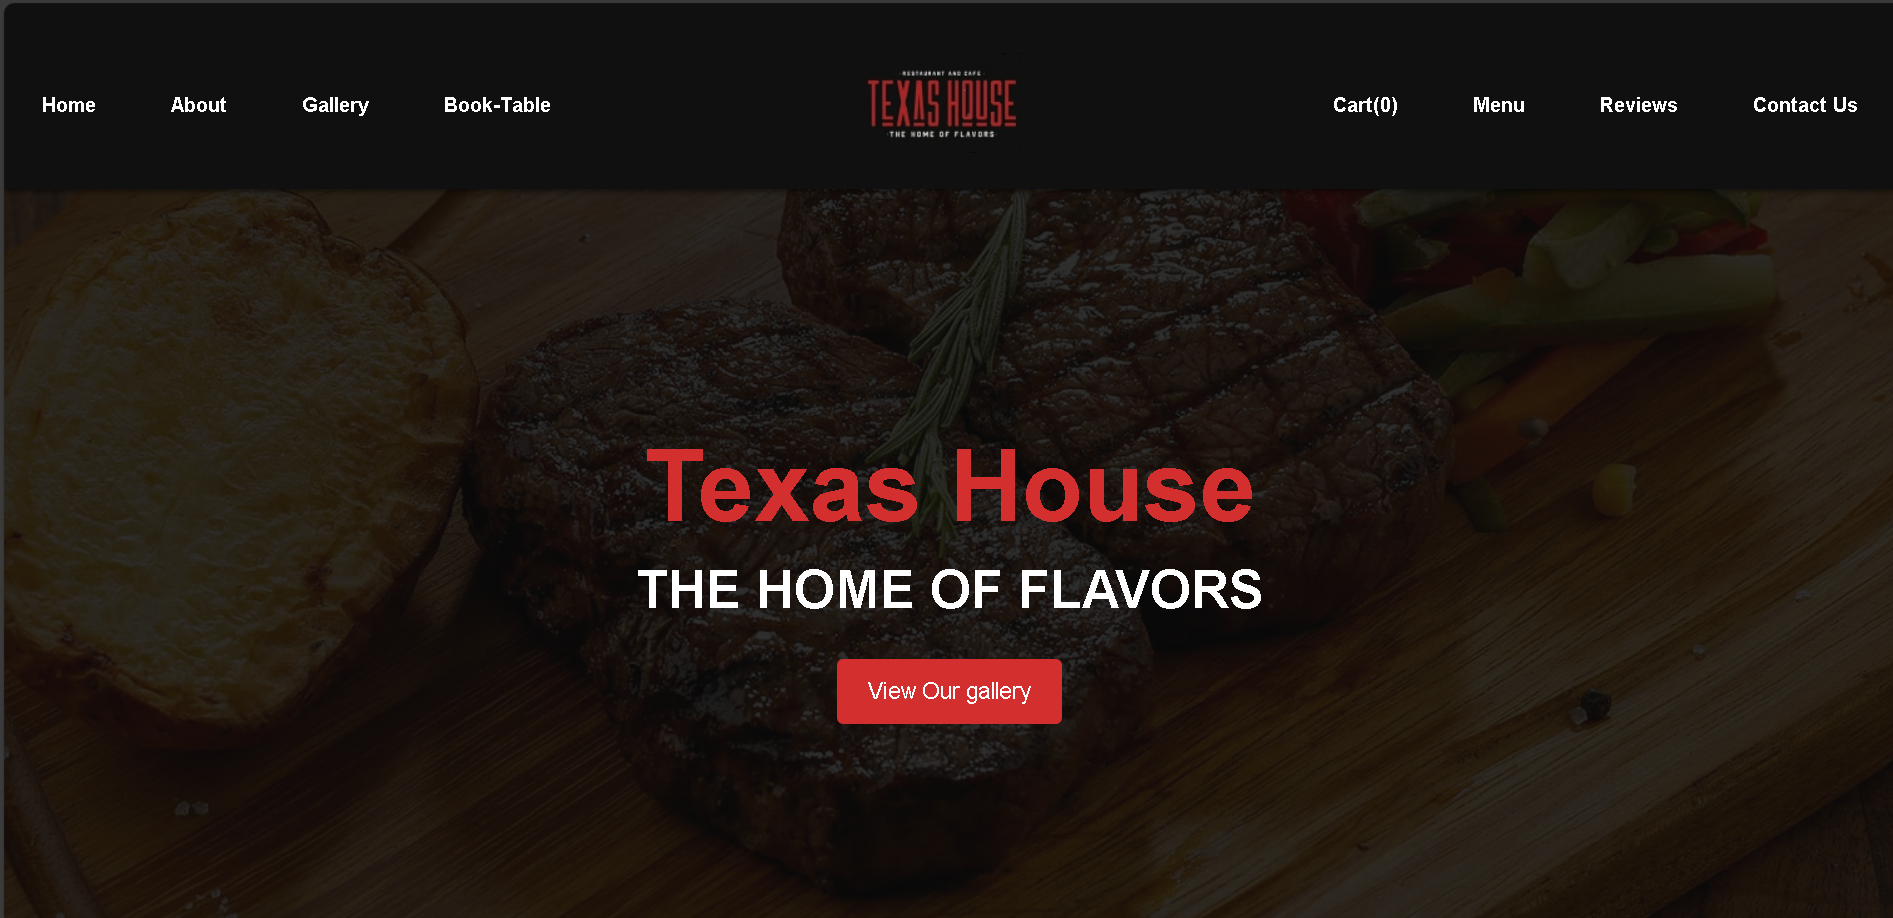 Home About Gallery Book-Table
RESTAURANT AND CAFE
TEXAS HOUSE
THE HOME OF FLAVORS
Cart(0) Menu Reviews Contact Us
Texas House
THE HOME OF FLAVORS
View Our gallery